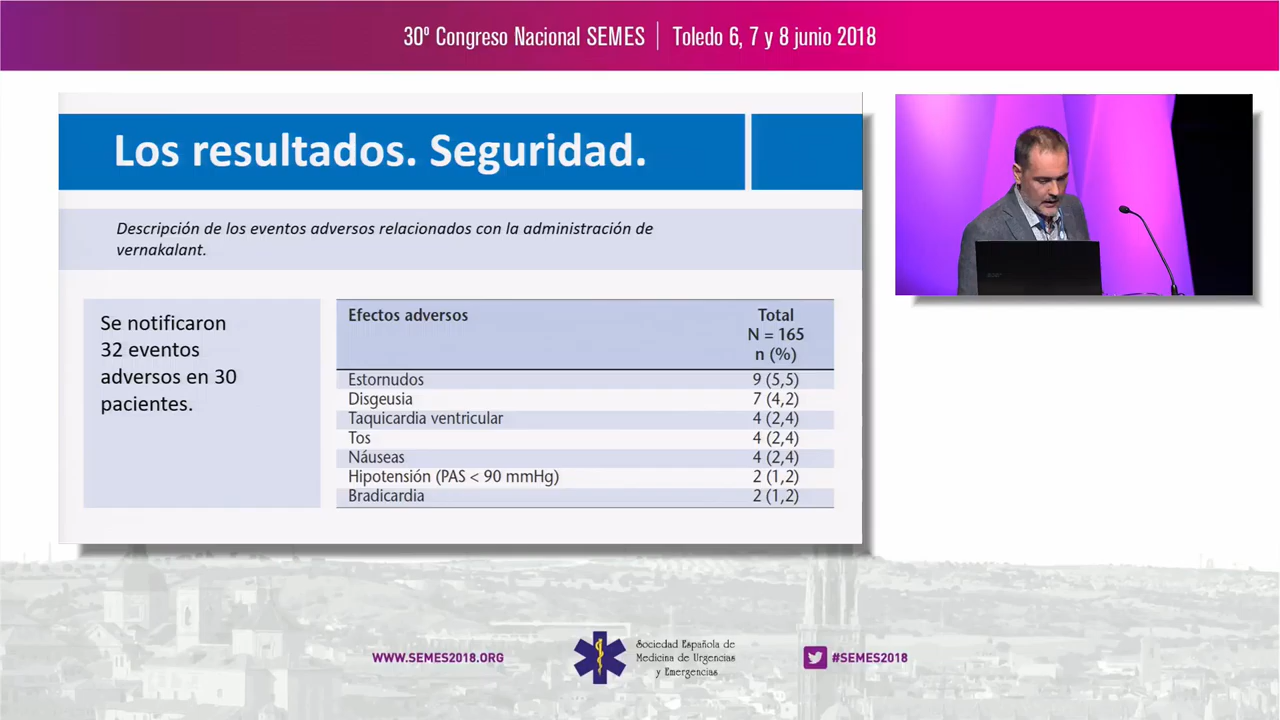 30º Congreso Nacional SEMES | Toledo 6, 7 y 8 junio 2018
Los resultados. Seguridad.
Descripción de los eventos adversos relacionados con la administración de
vernakalant.
Se notificaron
32 eventos
adversos en 30
pacientes.
Efectos adversos Total
N = 165
n (%)
Estornudos 9 (5,5)
Disgeusia 7 (4,2)
Taquicardia ventricular 4 (2,4)
Tos 4 (2,4)
Náuseas 4 (2,4)
Hipotensión (PAS < 90 mmHg) 2 (1,2)
Bradicardia 2 (1,2)
WWW.SEMES2018.ORG
Sociedad Española de
Medicina de Urgencias
y Emergencias
#SEMES2018